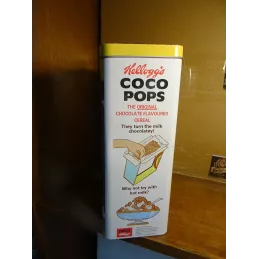 Kellogg's
COCO
POPS
THE ORIGINAL
CHOCOLATE FLAVOURED
CEREAL
They turn the milk
chocolatey!
Why not try with
hot milk?